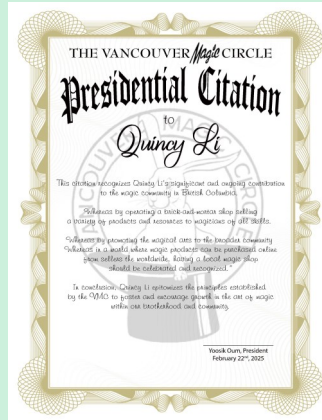 THE VANCOUVER Magic CIRCLE
Presidential Citation
to
Quincy Li
This citation recognizes Quincy Li's significant and ongoing contribution
to the magic community in British Columbia.
Whereas by operating a brick-and-mortar shop selling
a variety of products and resources to magicians of all skills.
Whereas by promoting the magical arts to the broader community
Whereas in a world where magic products can be purchased online
from sellers the worldwide, having a local magic shop
should be celebrated and recognized."
In conclusion, Quincy Li epitomizes the principles established
by the VMC to foster and encourage growth in the art of magic
within our brotherhood and community.
Yoosik Oum, President
February 22nd, 2025
VANCOUVER MAGIC CIRCLE